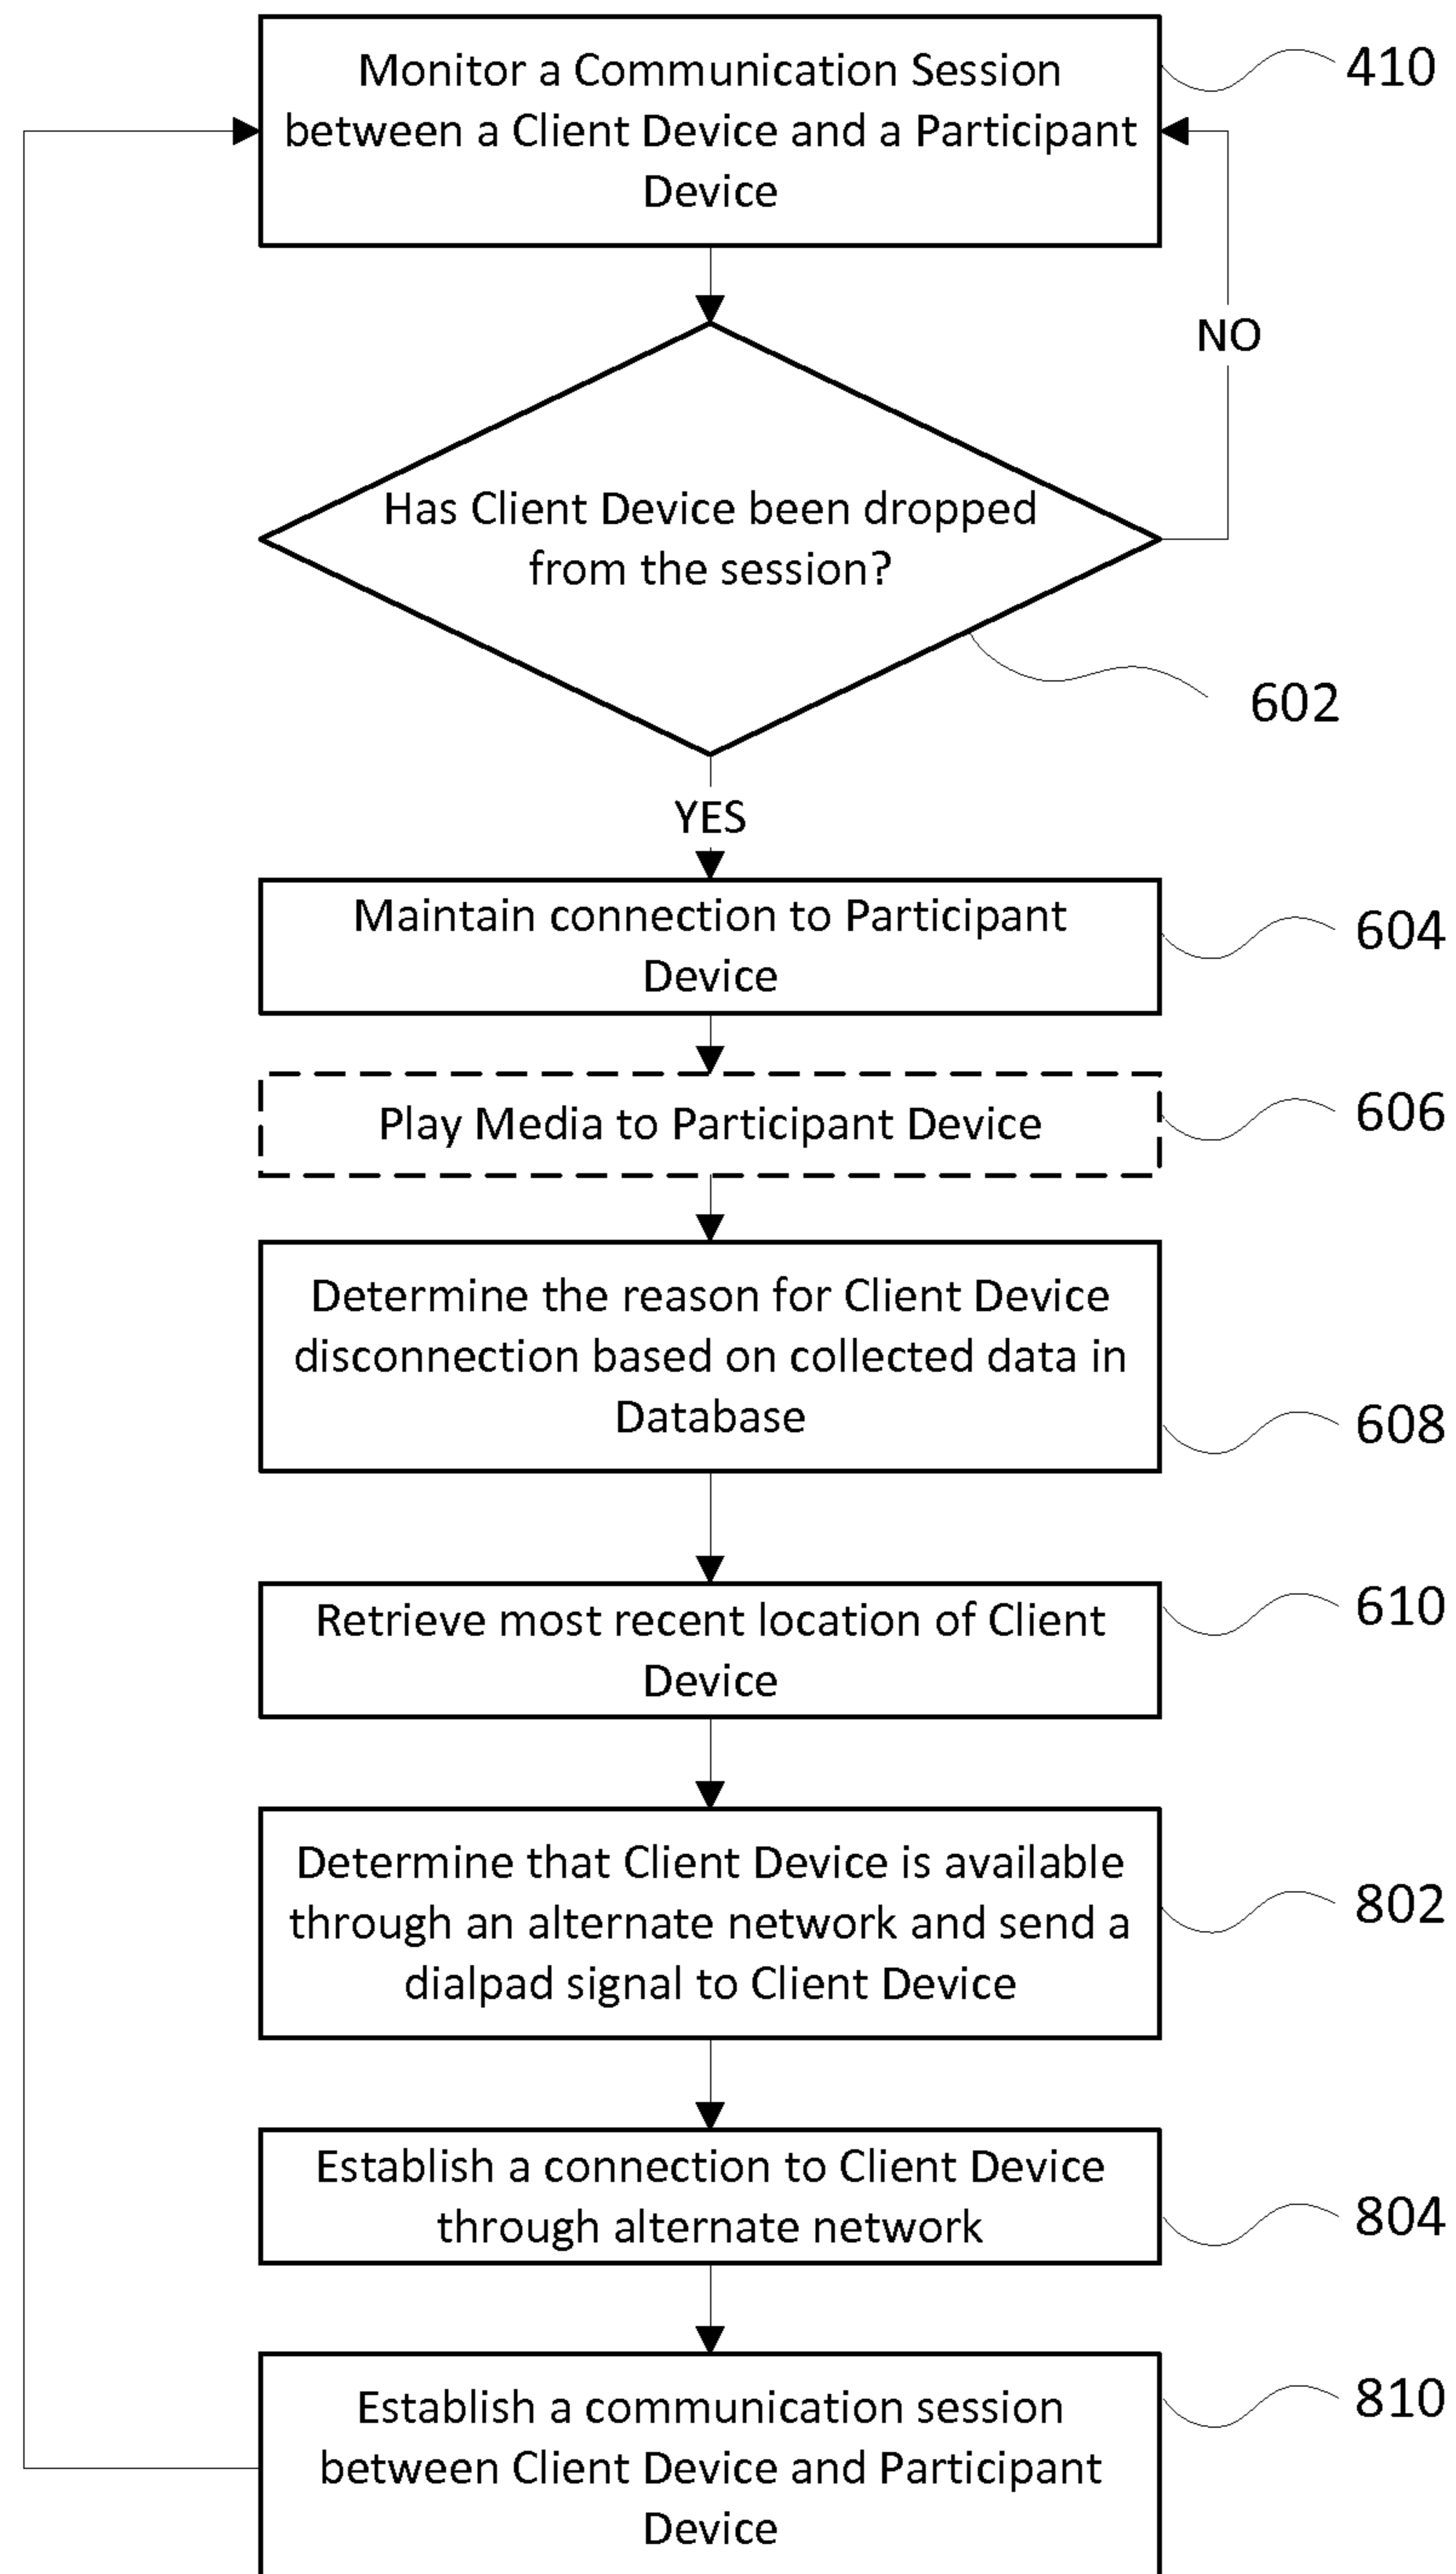 Monitor a Communication Session
between a Client Device and a Participant
Device
410
NO
Has Client Device been dropped
from the session?
602
YES
Maintain connection to Participant
Device
604
Play Media to Participant Device
606
Determine the reason for Client Device
disconnection based on collected data in
Database
608
Retrieve most recent location of Client
Device
610
Determine that Client Device is available
through an alternate network and send a
dialpad signal to Client Device
802
Establish a connection to Client Device
through alternate network
804
Establish a communication session
between Client Device and Participant
Device
810